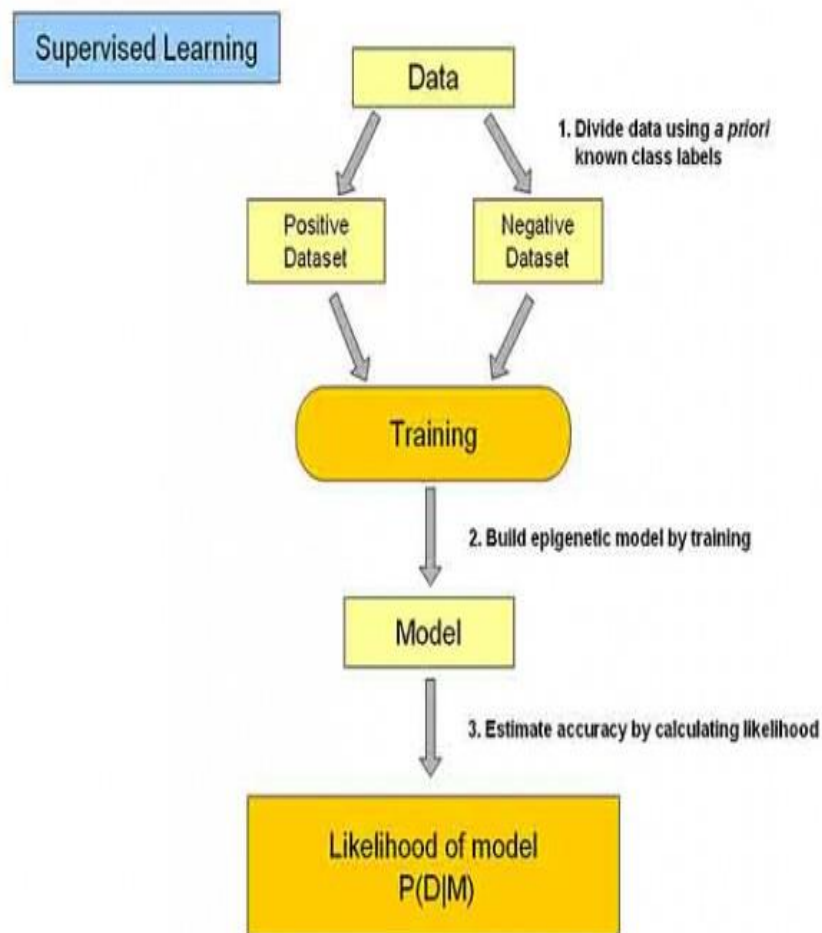 Supervised Learning
Data
1. Divide data using a priori
known class labels
Positive
Dataset
Negative
Dataset
Training
2. Build epigenetic model by training
Model
3. Estimate accuracy by calculating likelihood
Likelihood of model
P(D|M)